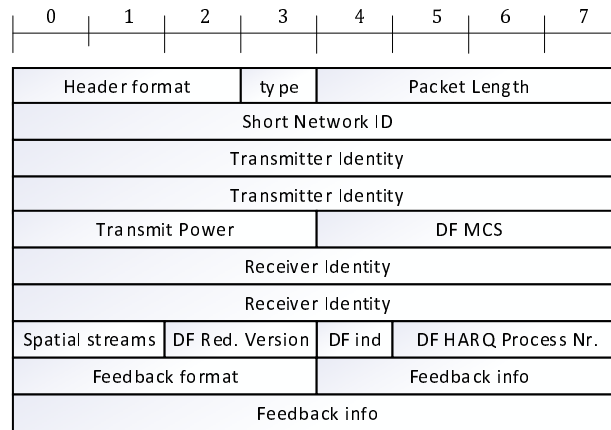 0 1 2 3 4 5 6 7
Header format type Packet Length
Short Network ID
Transmitter Identity
Transmitter Identity
Transmit Power DF MCS
Receiver Identity
Receiver Identity
Spatial streams DF Red. Version DF ind DF HARQ Process Nr.
Feedback format Feedback info
Feedback info